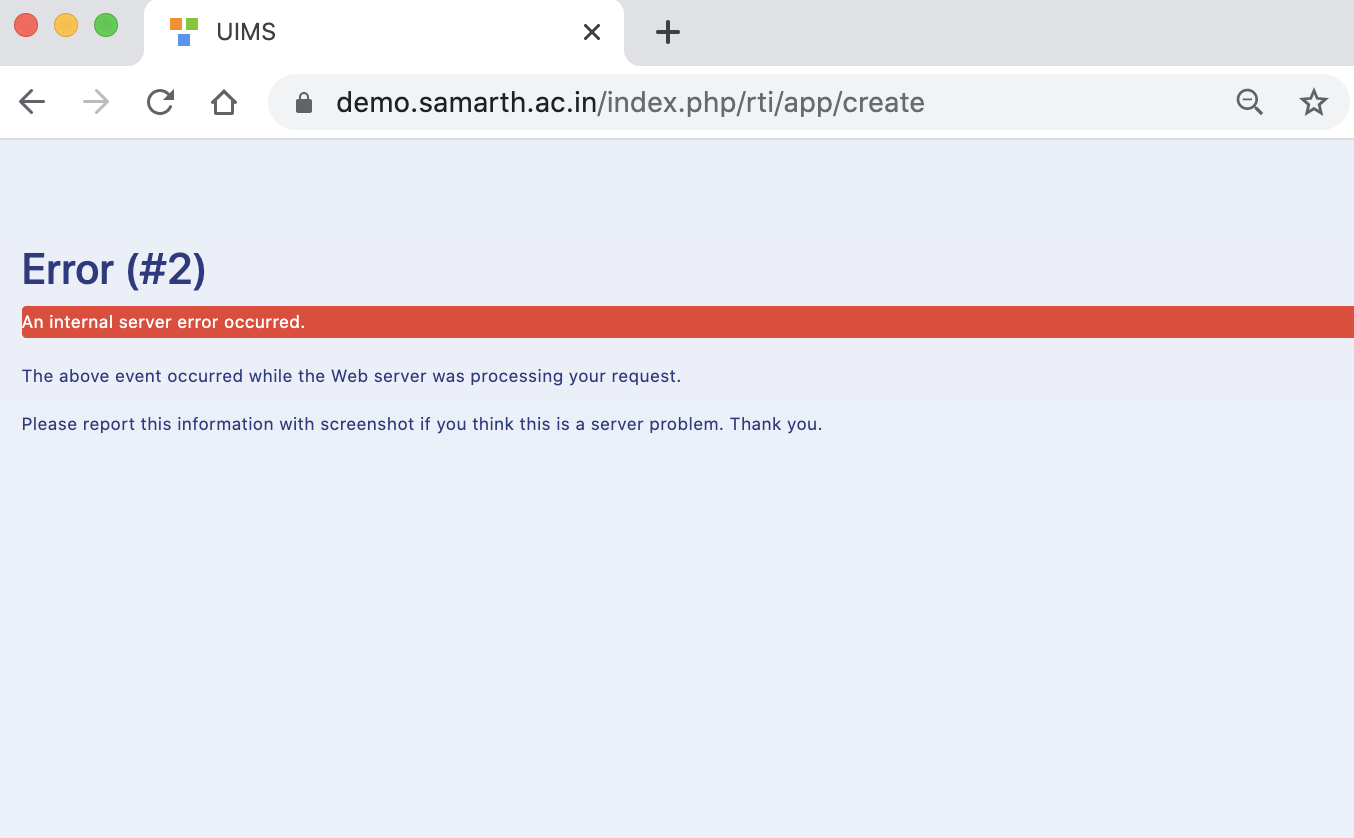 UIMS
demo.samarth.ac.in/index.php/rti/app/create
Error (#2)
An internal server error occurred.
The above event occurred while the Web server was processing your request.
Please report this information with screenshot if you think this is a server problem. Thank you.